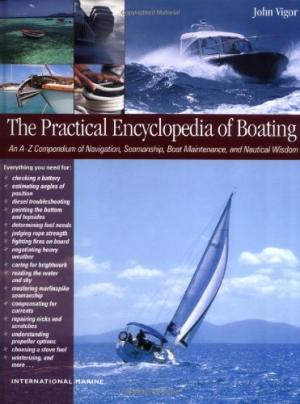 Copyrighted Material
John Vigor
The Practical Encyclopedia of Boating
An A-Z Compendium of Navigation, Seamanship, Boat Maintenance, and Nautical Wisdom
Everything you need for:
checking a battery
estimating angles of
position
diesel troubleshooting
painting the bottom
and topsides
determining fuel needs
judging rope strength
fighting fires on board
negotiating heavy
weather
caring for brightwork
reading the water
and sky
mastering marlinspike
seamanship
compensating for
currents
repairing nicks and
scratches
understanding
propeller options
choosing a stove fuel
winterizing, and
more . . .
INTERNATIONAL MARINE
Copyrighted Material